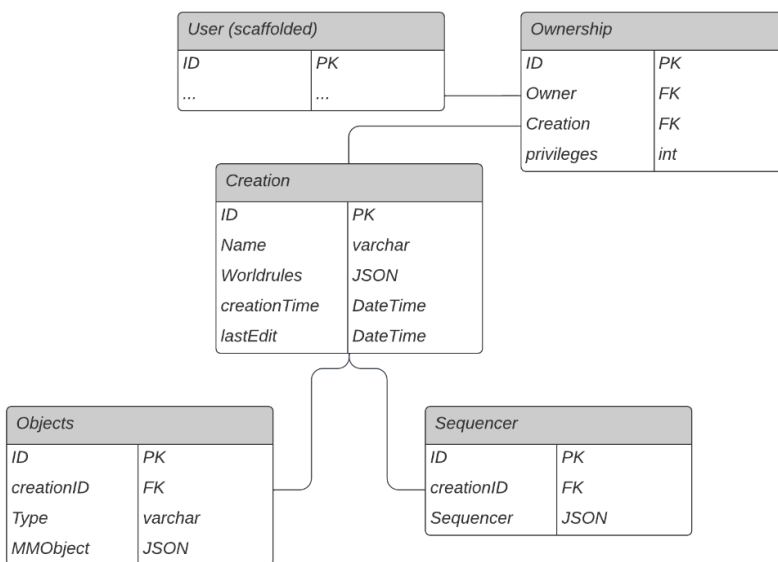 User (scaffolded)
ID PK
... ...
Ownership
ID PK
Owner FK
Creation FK
privileges int
Creation
ID PK
Name varchar
Worldrules JSON
creationTime DateTime
lastEdit DateTime
Objects
ID PK
creationID FK
Type varchar
MMObject JSON
Sequencer
ID PK
creationID FK
Sequencer JSON